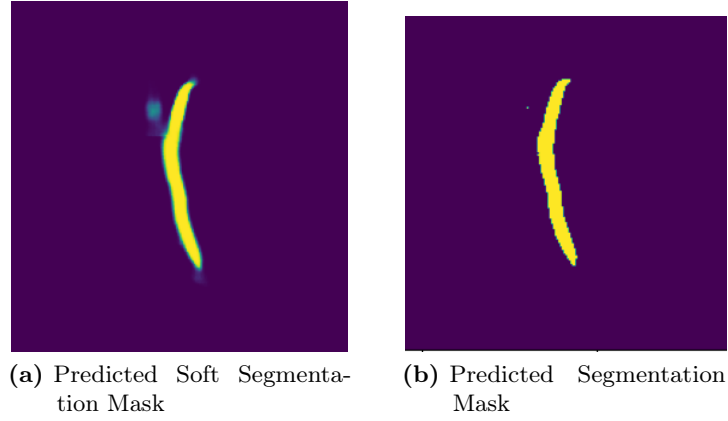 (a) Predicted Soft Segmenta-
tion Mask
(b) Predicted Segmentation
Mask